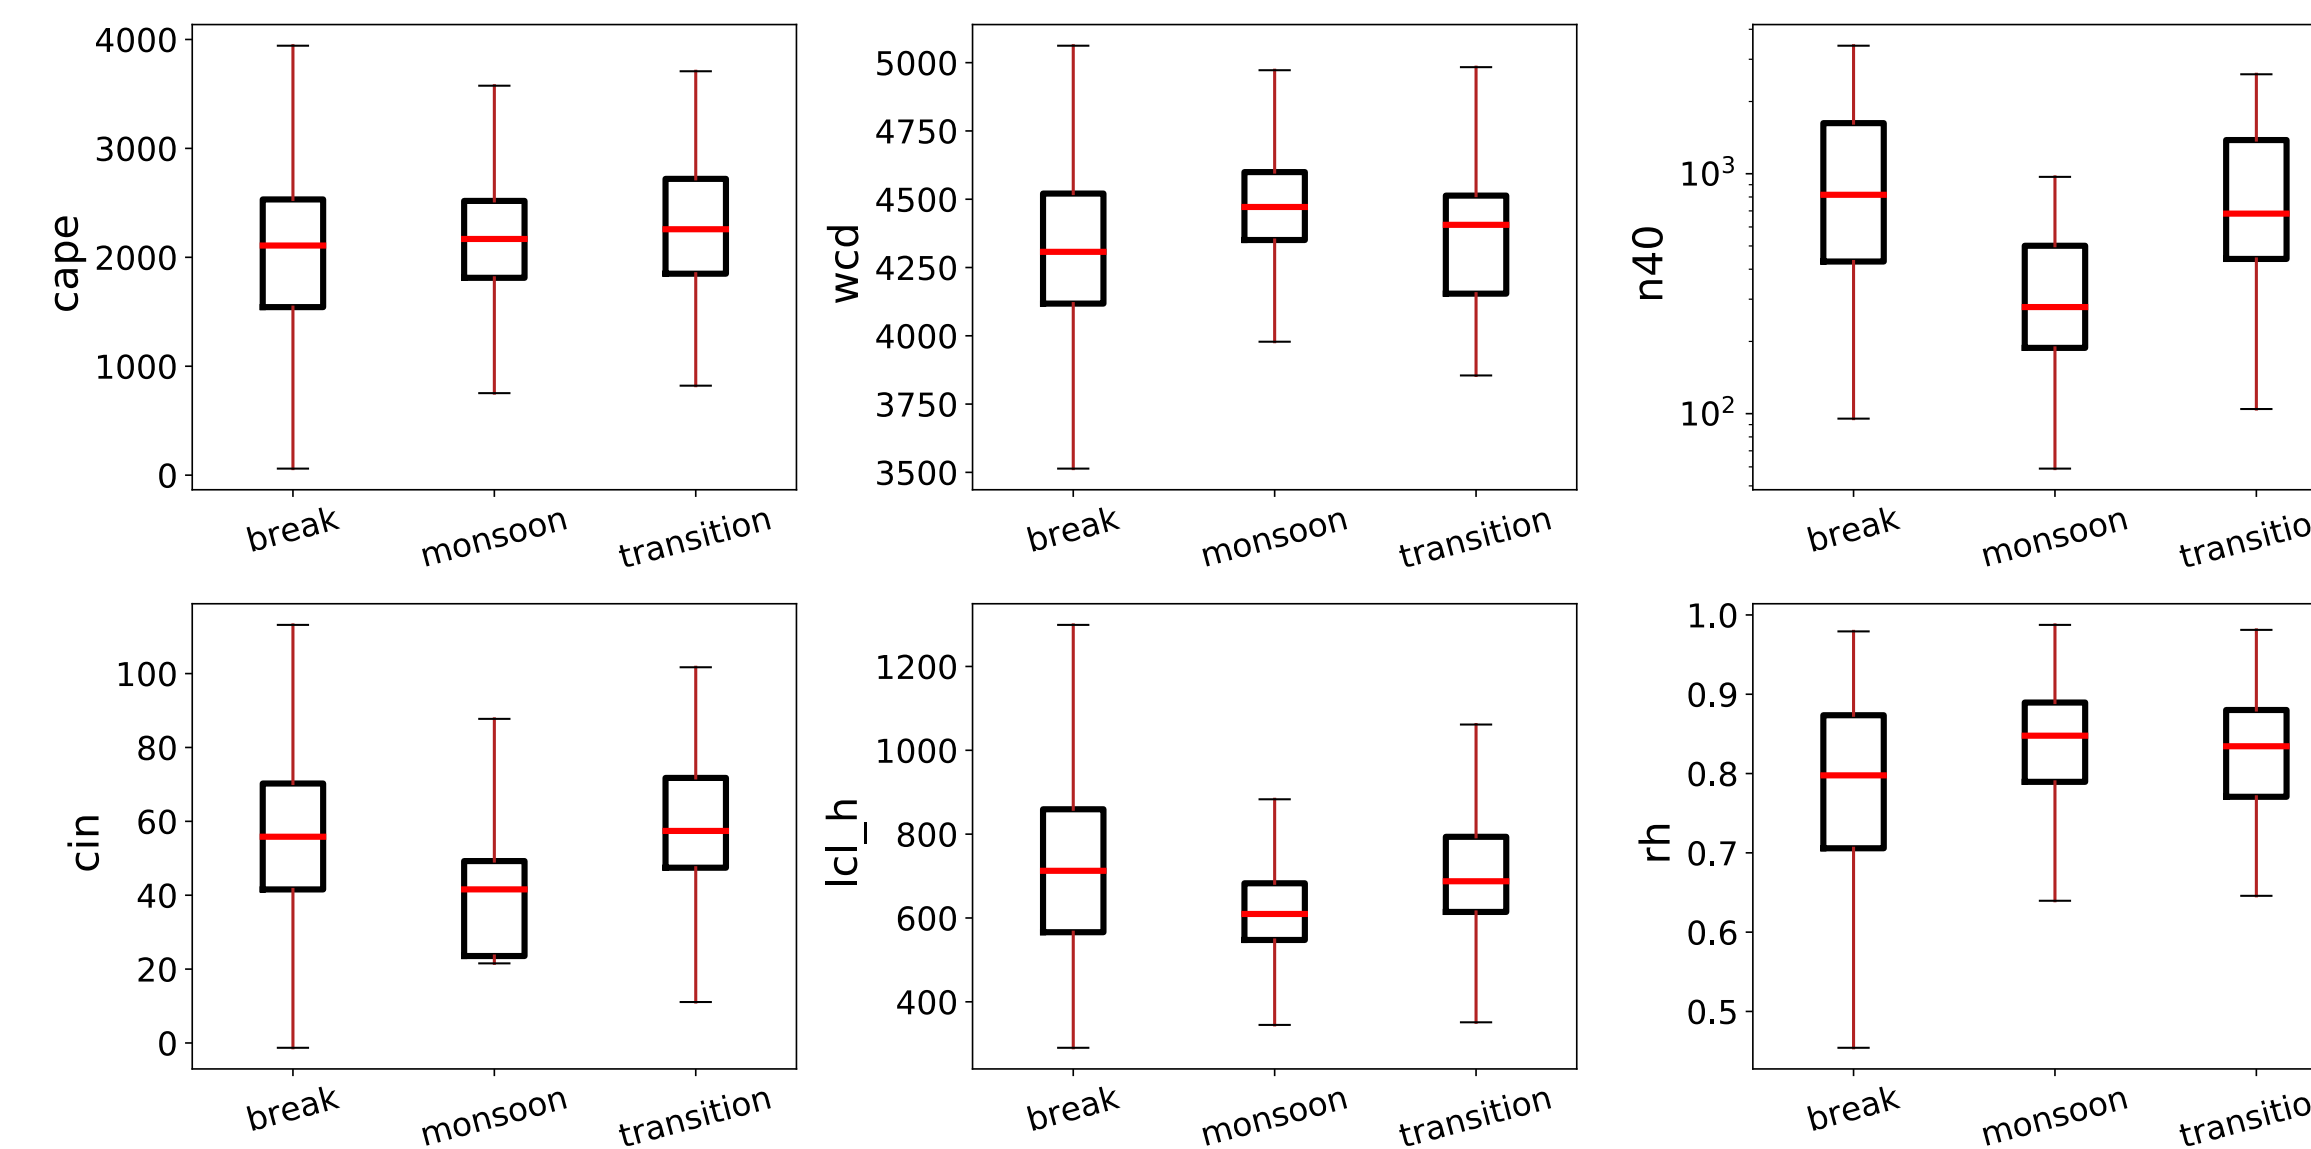 cape
4000
3000
2000
1000
0
break monsoon transition
wcd
5000
4750
4500
4250
4000
3750
3500
break monsoon transition
n40
10³
10²
break monsoon transitio
cin
100
80
60
40
20
0
break monsoon transition
lcl_h
1200
1000
800
600
400
break monsoon transition
rh
1.0
0.9
0.8
0.7
0.6
0.5
break monsoon transitio